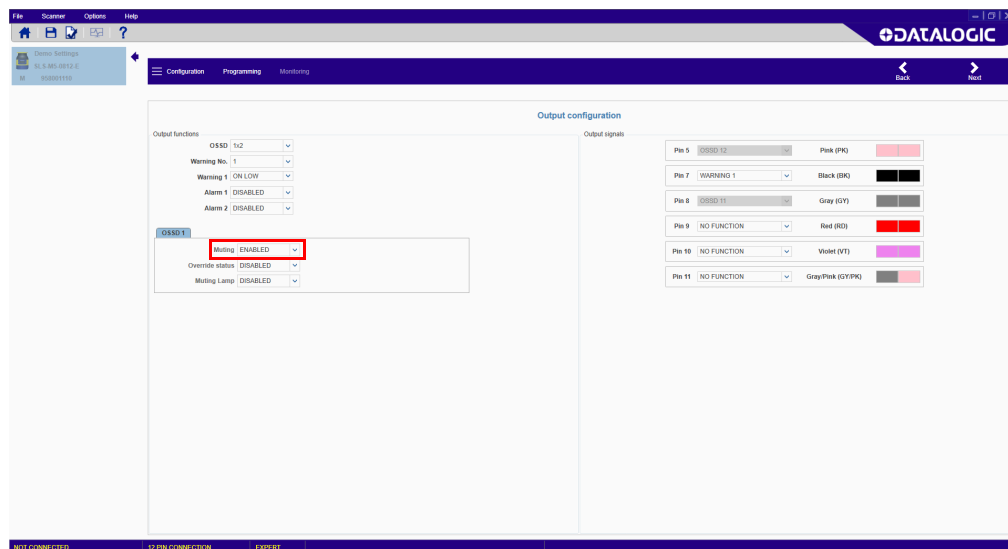 File Scanner Options Help
DATALOGIC
Demo Settings
SLS-M5-0812-E
M 950001110
Configuration Programming Monitoring
Back Next
Output configuration
Output functions
OSSD 1x2
Warning No. 1
Warning 1 ON LOW
Alarm 1 DISABLED
Alarm 2 DISABLED
OSSD 1
Muting ENABLED
Override status DISABLED
Muting Lamp DISABLED
Output signals
Pin 5 OSSD 12 Pink (PK)
Pin 7 WARNING 1 Black (BK)
Pin 8 OSSD 11 Gray (GY)
Pin 9 NO FUNCTION Red (RD)
Pin 10 NO FUNCTION Violet (VT)
Pin 11 NO FUNCTION Gray/Pink (GY/PK)
NOT CONNECTED 12 PIN CONNECTION EXPERT